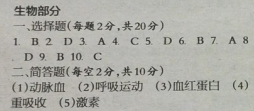 生物部分
一、选择题(每题2分,共20分)
1. B 2. D 3. A 4. C 5. D 6. B 7. A 8
. D 9. B 10. C
二、简答题(每空2分,共10分)
(1)动脉血 (2)呼吸运动 (3)血红蛋白 (4)
重吸收 (5)激素